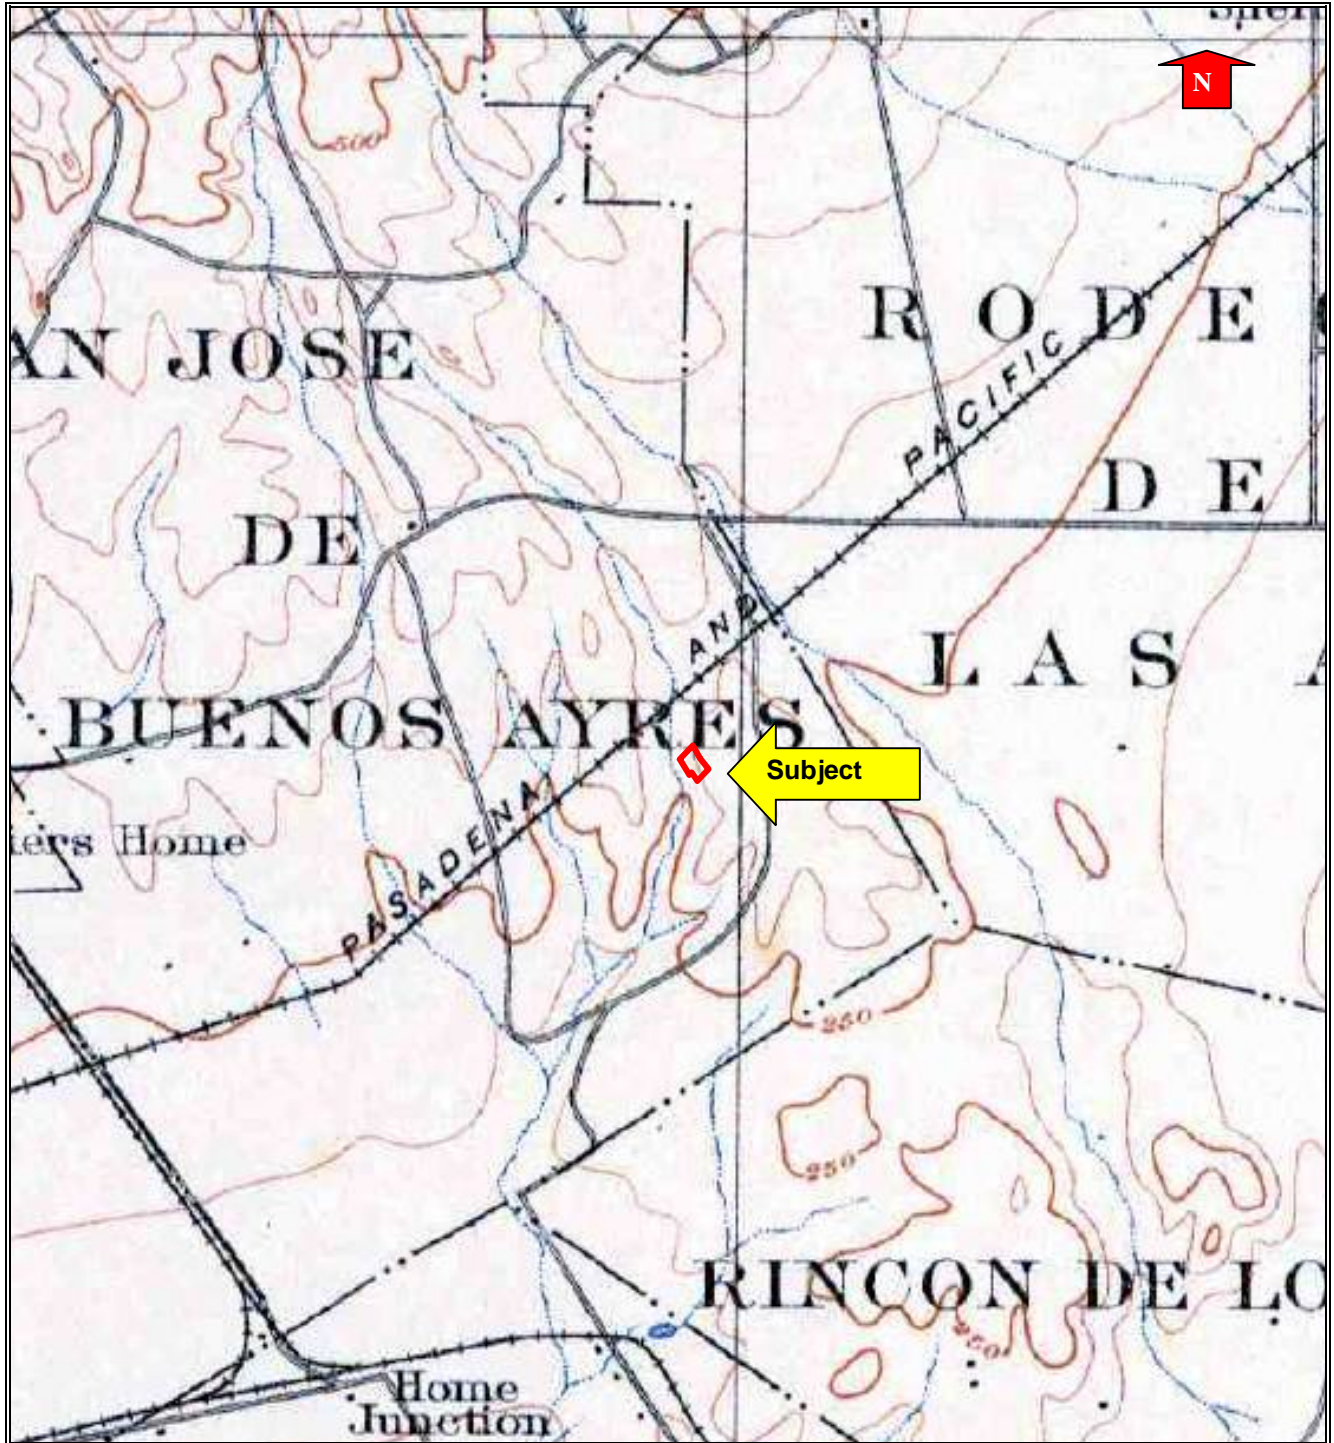 N
500
RODE
AN JOSE
PACIFIC
DE
DE
AND
LAS A
BUENOS AYRES
Subject
iers Home
PASADENA
250
250
RINCON DE LO
250
Home
Junction